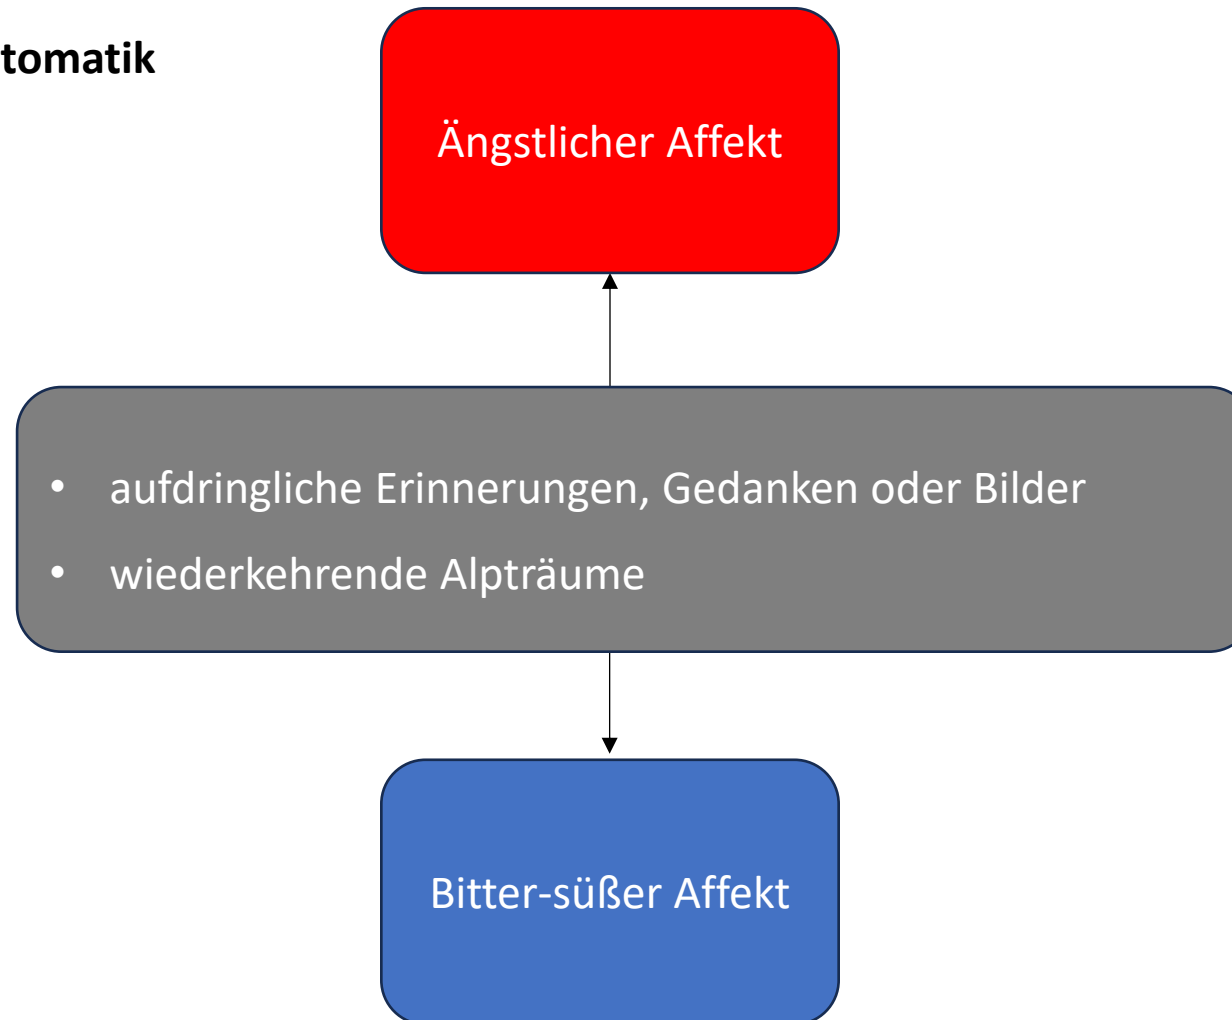 tomatik
Ängstlicher Affekt
• aufdringliche Erinnerungen, Gedanken oder Bilder
• wiederkehrende Alpträume
Bitter-süßer Affekt